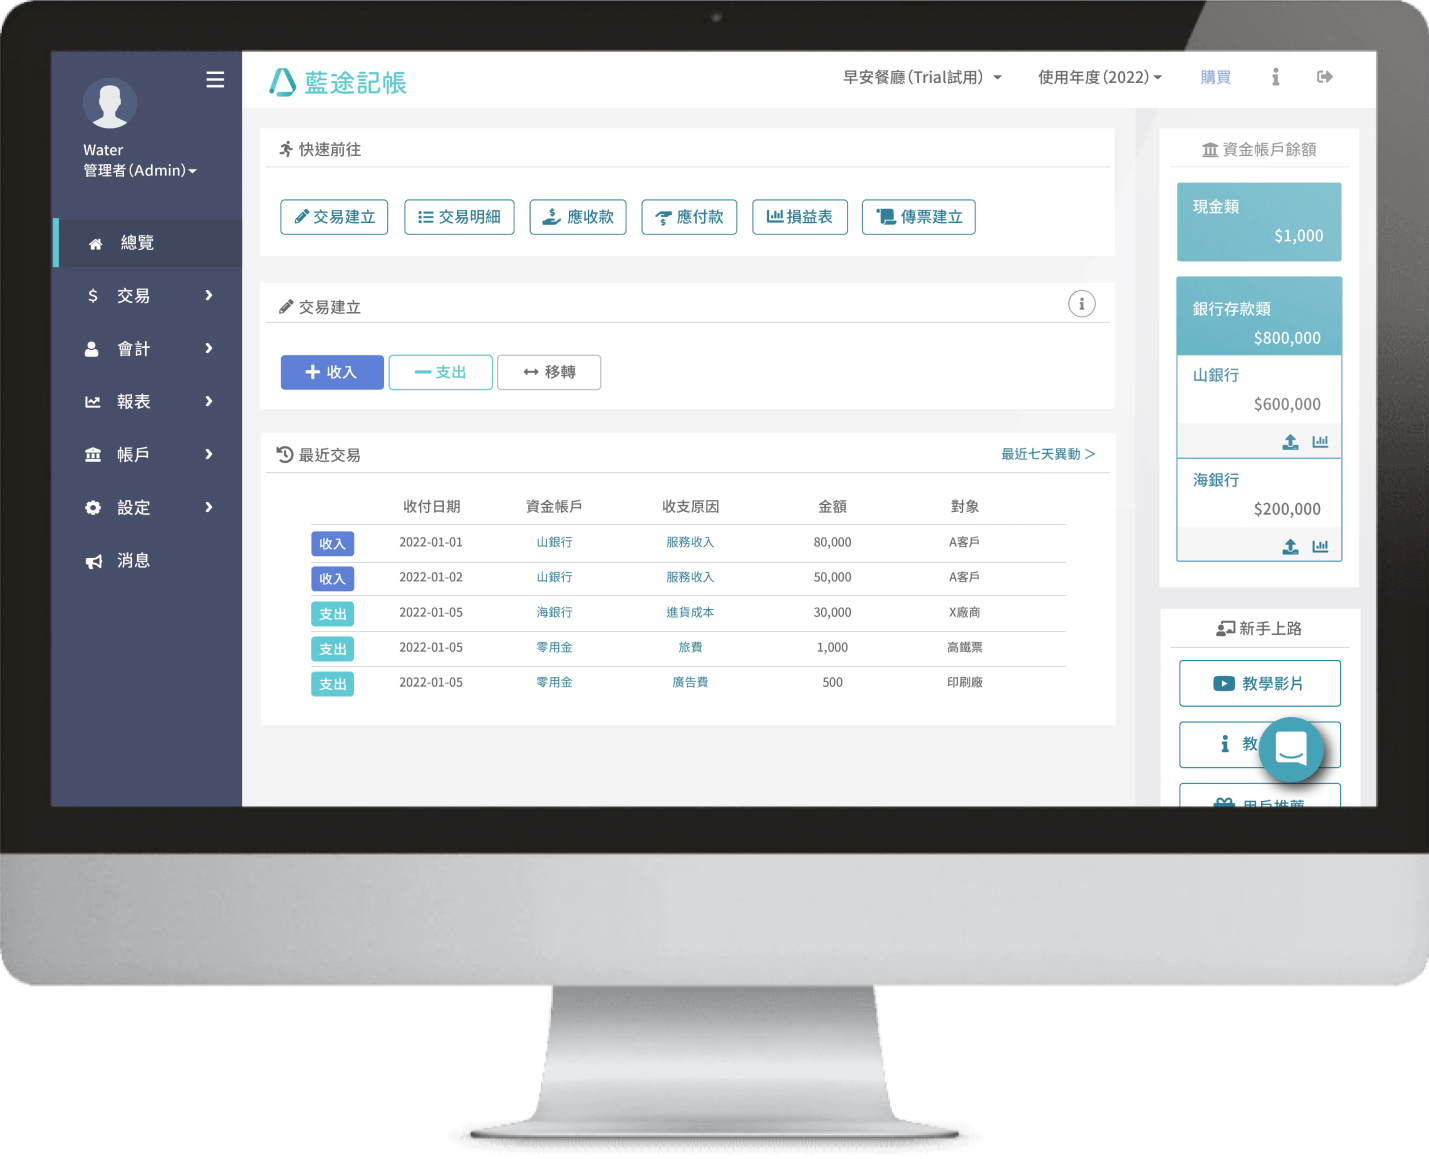 藍途記帳
早安餐廳(Trial試用)
使用年度(2022)
購買
Water
管理者(Admin)
總覽
交易
會計
報表
帳戶
設定
消息
快速前往
交易建立
交易明細
應收款
應付款
損益表
傳票建立
交易建立
收入
支出
移轉
最近交易
最近七天異動 >
收付日期 資金帳戶 收支原因 金額 對象
收入 2022-01-01 山銀行 服務收入 80,000 A客戶
收入 2022-01-02 山銀行 服務收入 50,000 A客戶
支出 2022-01-05 海銀行 進貨成本 30,000 X廠商
支出 2022-01-05 零用金 旅費 1,000 高鐵票
支出 2022-01-05 零用金 廣告費 500 印刷廠
資金帳戶餘額
現金類
$1,000
銀行存款類
$800,000
山銀行
$600,000
海銀行
$200,000
新手上路
教學影片
教
用戶推薦